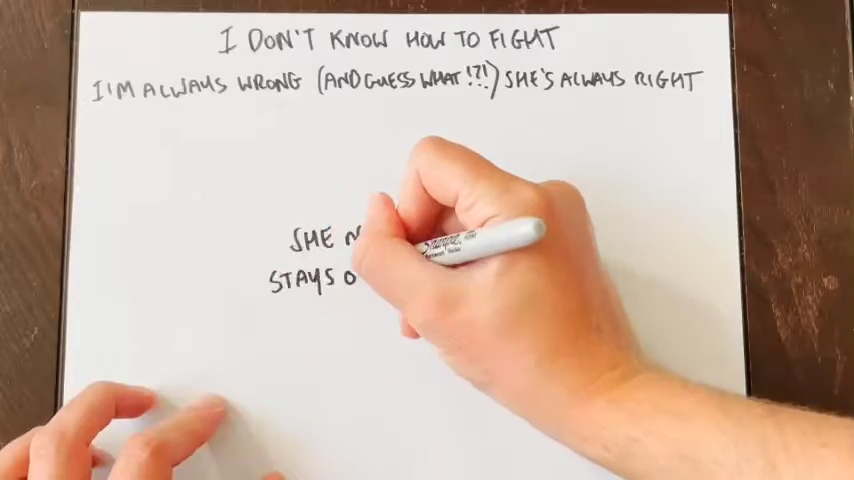 I DON'T KNOW HOW TO FIGHT
I'M ALWAYS WRONG (AND GUESS WHAT!?!) SHE'S ALWAYS RIGHT
SHE
STAYS